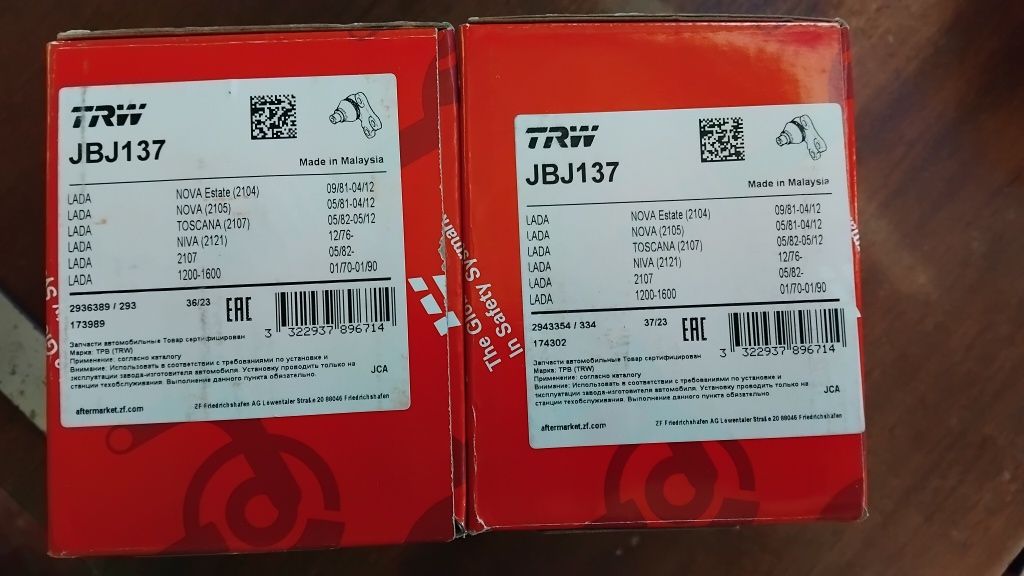 TRW
JBJ137
Made in Malaysia
LADA NOVA Estate (2104) 09/81-04/12
LADA NOVA (2105) 05/81-04/12
LADA TOSCANA (2107) 05/82-05/12
LADA NIVA (2121) 12/76-
LADA 2107 05/82-
LADA 1200-1600 01/70-01/90
2936389 / 293 36/23 EAC
173989
3 322937 896714
Запчасти автомобильные Товар сертифицирован
Марка: ТРВ (TRW)
Применение: согласно каталогу
Внимание: Использовать в соответствии с требованиями по установке и
эксплуатации завода-изготовителя автомобиля. Установку проводить только на
станции техобслуживания. Выполнение данного пункта обязательно.
JCA
aftermarket.zf.com ZF Friedrichshafen AG Löwentaler Straße 20 88046 Friedrichshafen
The
In Safety Systems
TRW
JBJ137
Made in Malaysia
LADA NOVA Estate (2104) 09/81-04/12
LADA NOVA (2105) 05/81-04/12
LADA TOSCANA (2107) 05/82-05/12
LADA NIVA (2121) 12/76-
LADA 2107 05/82-
LADA 1200-1600 01/70-01/90
2943354 / 334 37/23 EAC
174302
3 322937 896714
Запчасти автомобильные Товар сертифицирован
Марка: ТРВ (TRW)
Применение: согласно каталогу
Внимание: Использовать в соответствии с требованиями по установке и
эксплуатации завода-изготовителя автомобиля. Установку проводить только на
станции техобслуживания. Выполнение данного пункта обязательно.
JCA
aftermarket.zf.com ZF Friedrichshafen AG Löwentaler Straße 20 88046 Friedrichshafen